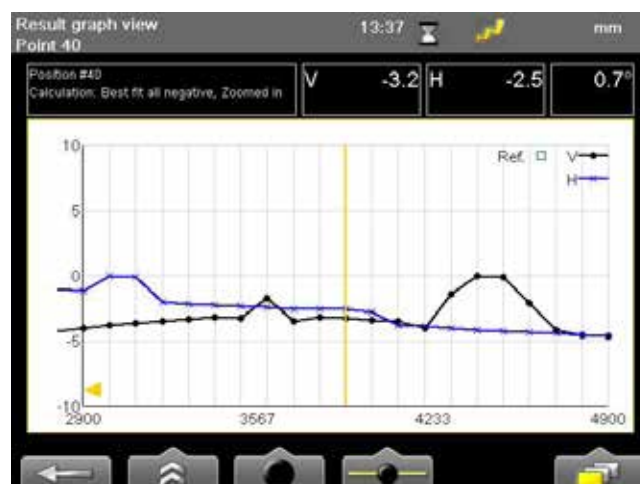 Result graph view 13:37 mm
Point 40
Position #40
Calculation: Best fit all negative, Zoomed in
V -3.2 H -2.5 0.7°
10 Ref. V
H
5
0
-5
-10
2900 3567 4233 4900